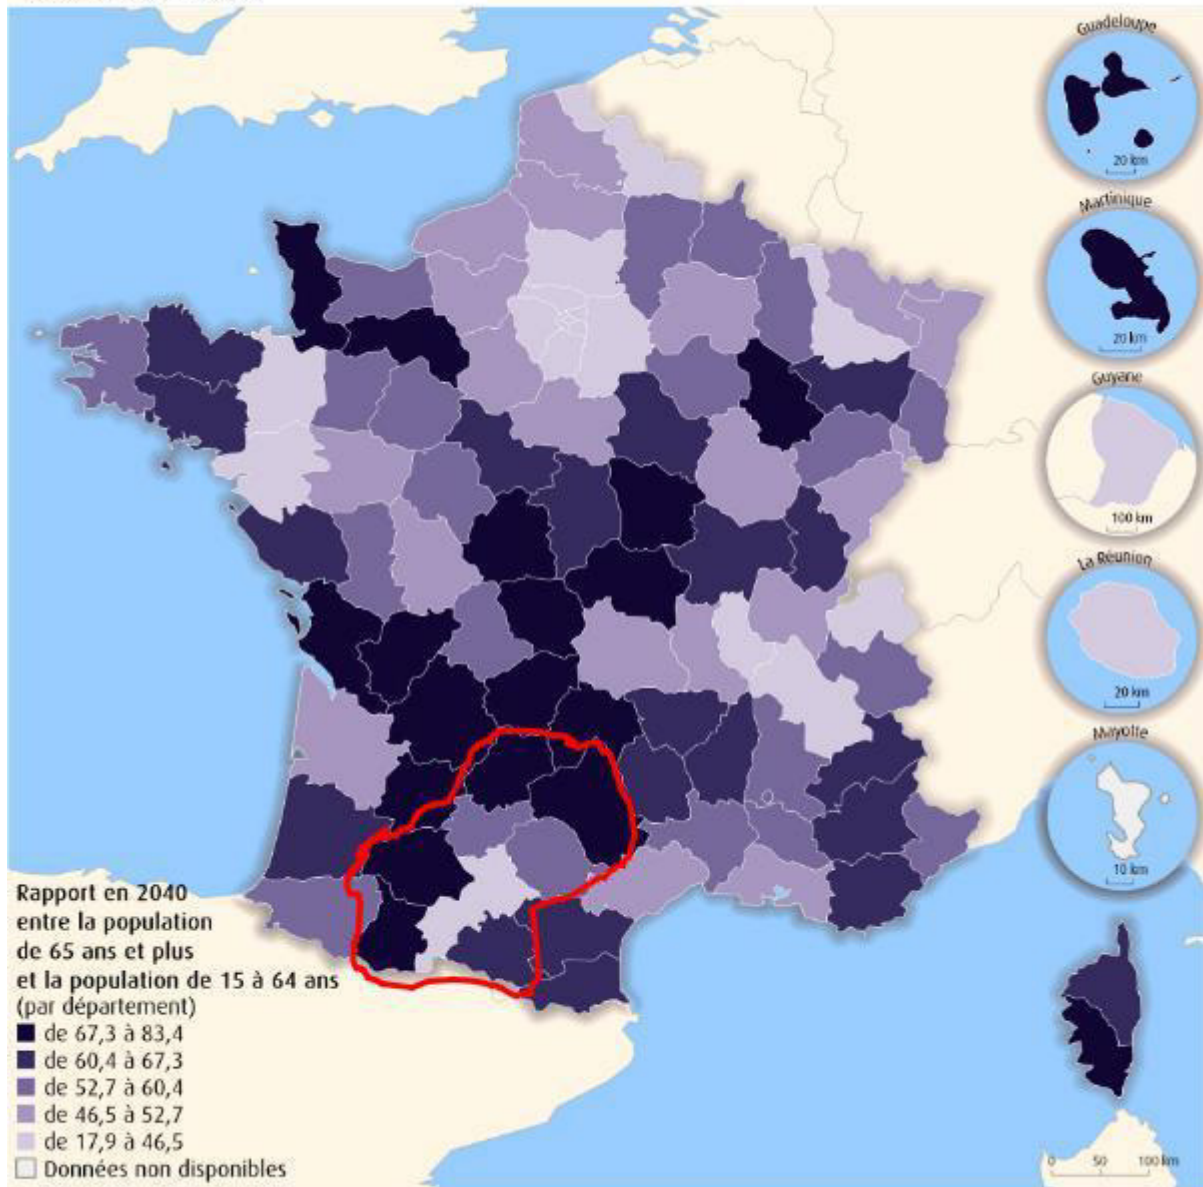 Guadeloupe
20 km
Martinique
20 km
Guyane
100 km
La Réunion
20 km
Mayotte
10 km
Rapport en 2040
entre la population
de 65 ans et plus
et la population de 15 à 64 ans
(par département)
de 67,3 à 83,4
de 60,4 à 67,3
de 52,7 à 60,4
de 46,5 à 52,7
de 17,9 à 46,5
Données non disponibles
0 50 100 km